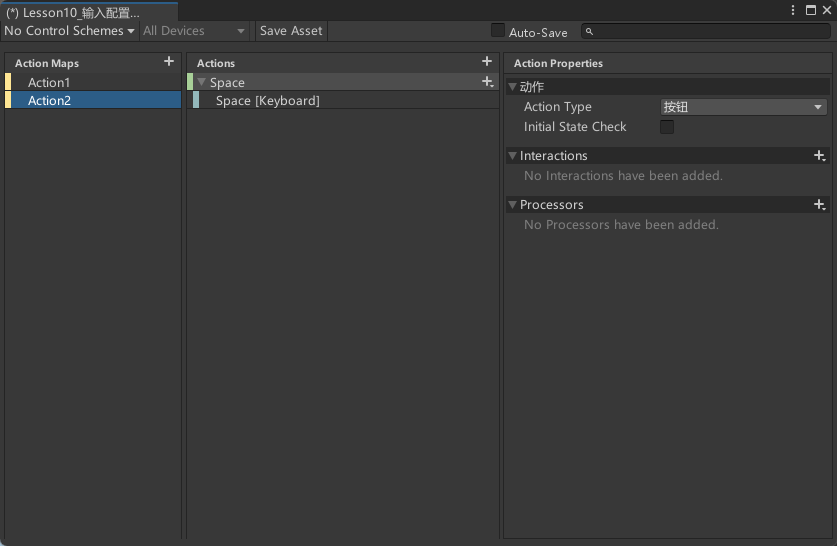 (*) Lesson10_输入配置...
No Control Schemes All Devices Save Asset Auto-Save
Action Maps
Action1
Action2
Actions
Space
Space [Keyboard]
Action Properties
动作
Action Type 按钮
Initial State Check
Interactions
No Interactions have been added.
Processors
No Processors have been added.